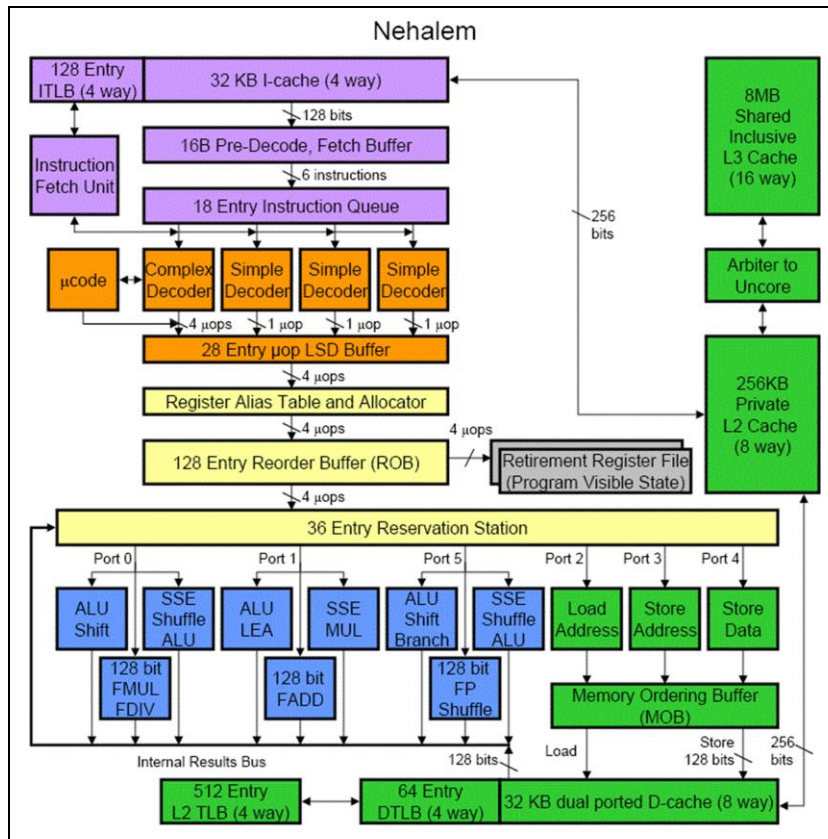 Nehalem
128 Entry
ITLB (4 way)
32 KB I-cache (4 way)
8MB
Shared
Inclusive
L3 Cache
(16 way)
128 bits
Instruction
Fetch Unit
16B Pre-Decode, Fetch Buffer
6 instructions
18 Entry Instruction Queue
256
bits
µcode
Complex
Decoder
Simple
Decoder
Simple
Decoder
Simple
Decoder
Arbiter to
Uncore
4 µops
1 µop
1 µop
1 µop
28 Entry µop LSD Buffer
4 µops
Register Alias Table and Allocator
256KB
Private
L2 Cache
(8 way)
4 µops
128 Entry Reorder Buffer (ROB)
4 µops
Retirement Register File
(Program Visible State)
4 µops
36 Entry Reservation Station
Port 0
Port 1
Port 5
Port 2
Port 3
Port 4
ALU
Shift
SSE
Shuffle
ALU
ALU
LEA
SSE
MUL
ALU
Shift
Branch
SSE
Shuffle
ALU
Load
Address
Store
Address
Store
Data
128 bit
FMUL
FDIV
128 bit
FADD
128 bit
FP
Shuffle
Memory Ordering Buffer
(MOB)
Internal Results Bus
128 bits
Load
Store
128 bits
256
bits
512 Entry
L2 TLB (4 way)
64 Entry
DTLB (4 way)
32 KB dual ported D-cache (8 way)